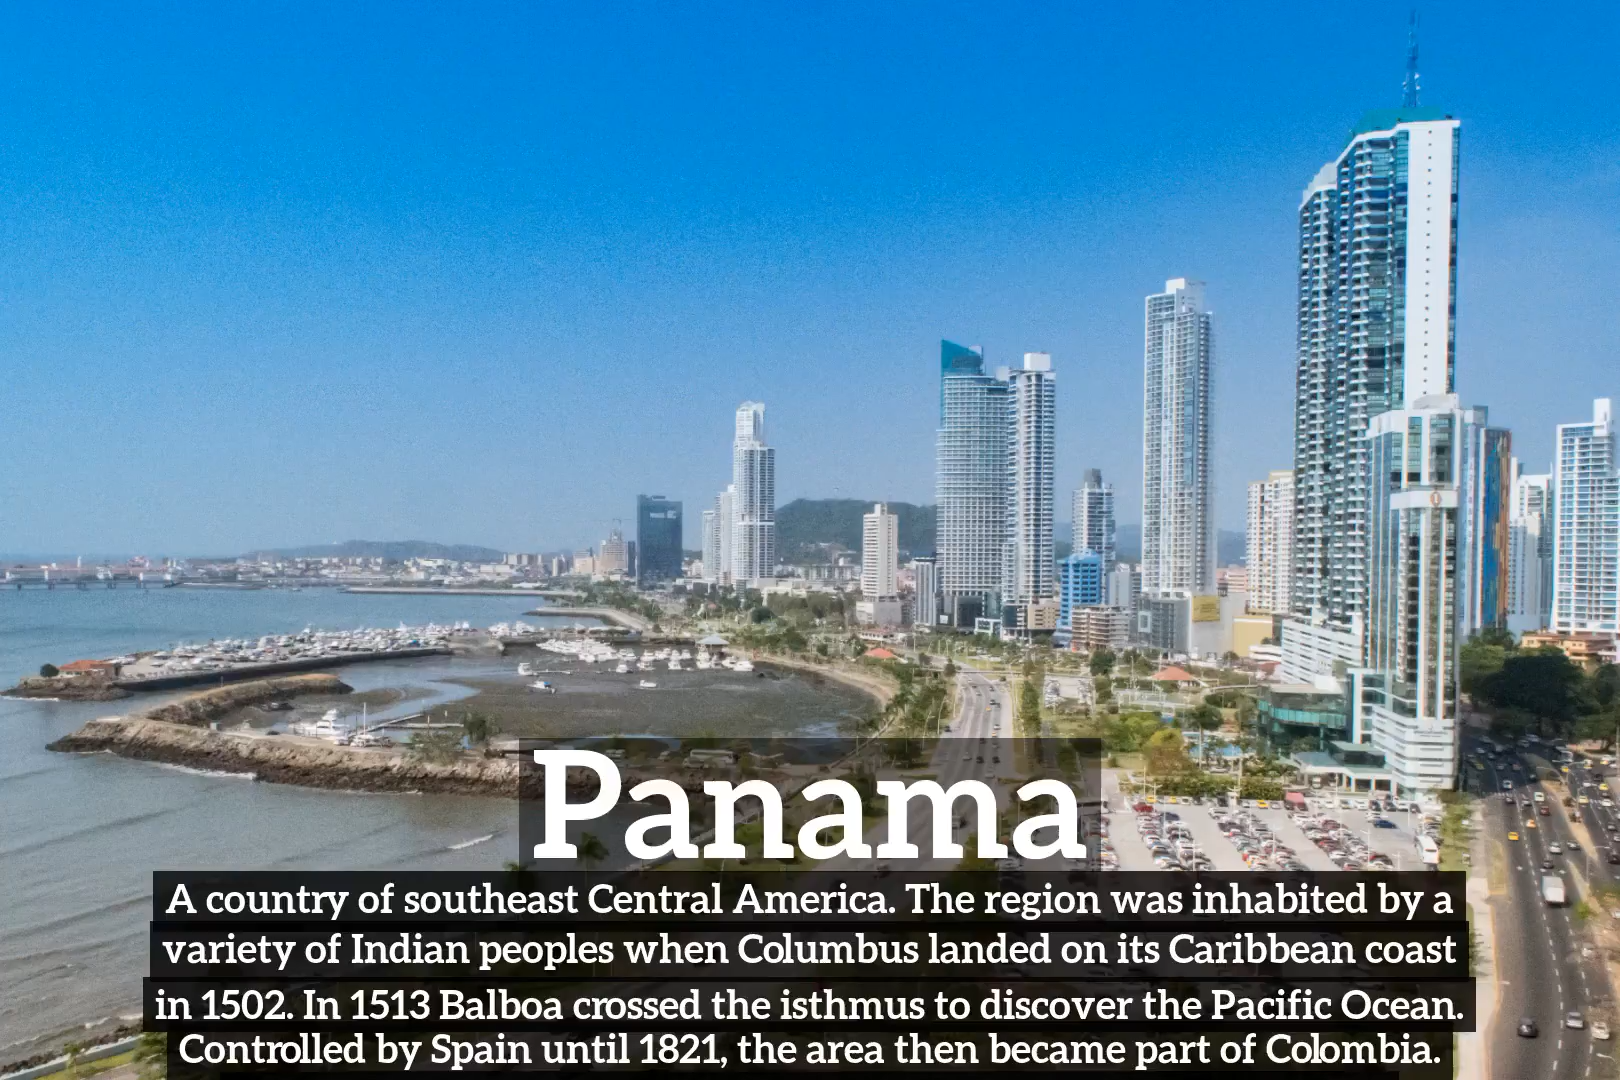 Panama
A country of southeast Central America. The region was inhabited by a
variety of Indian peoples when Columbus landed on its Caribbean coast
in 1502. In 1513 Balboa crossed the isthmus to discover the Pacific Ocean.
Controlled by Spain until 1821, the area then became part of Colombia.